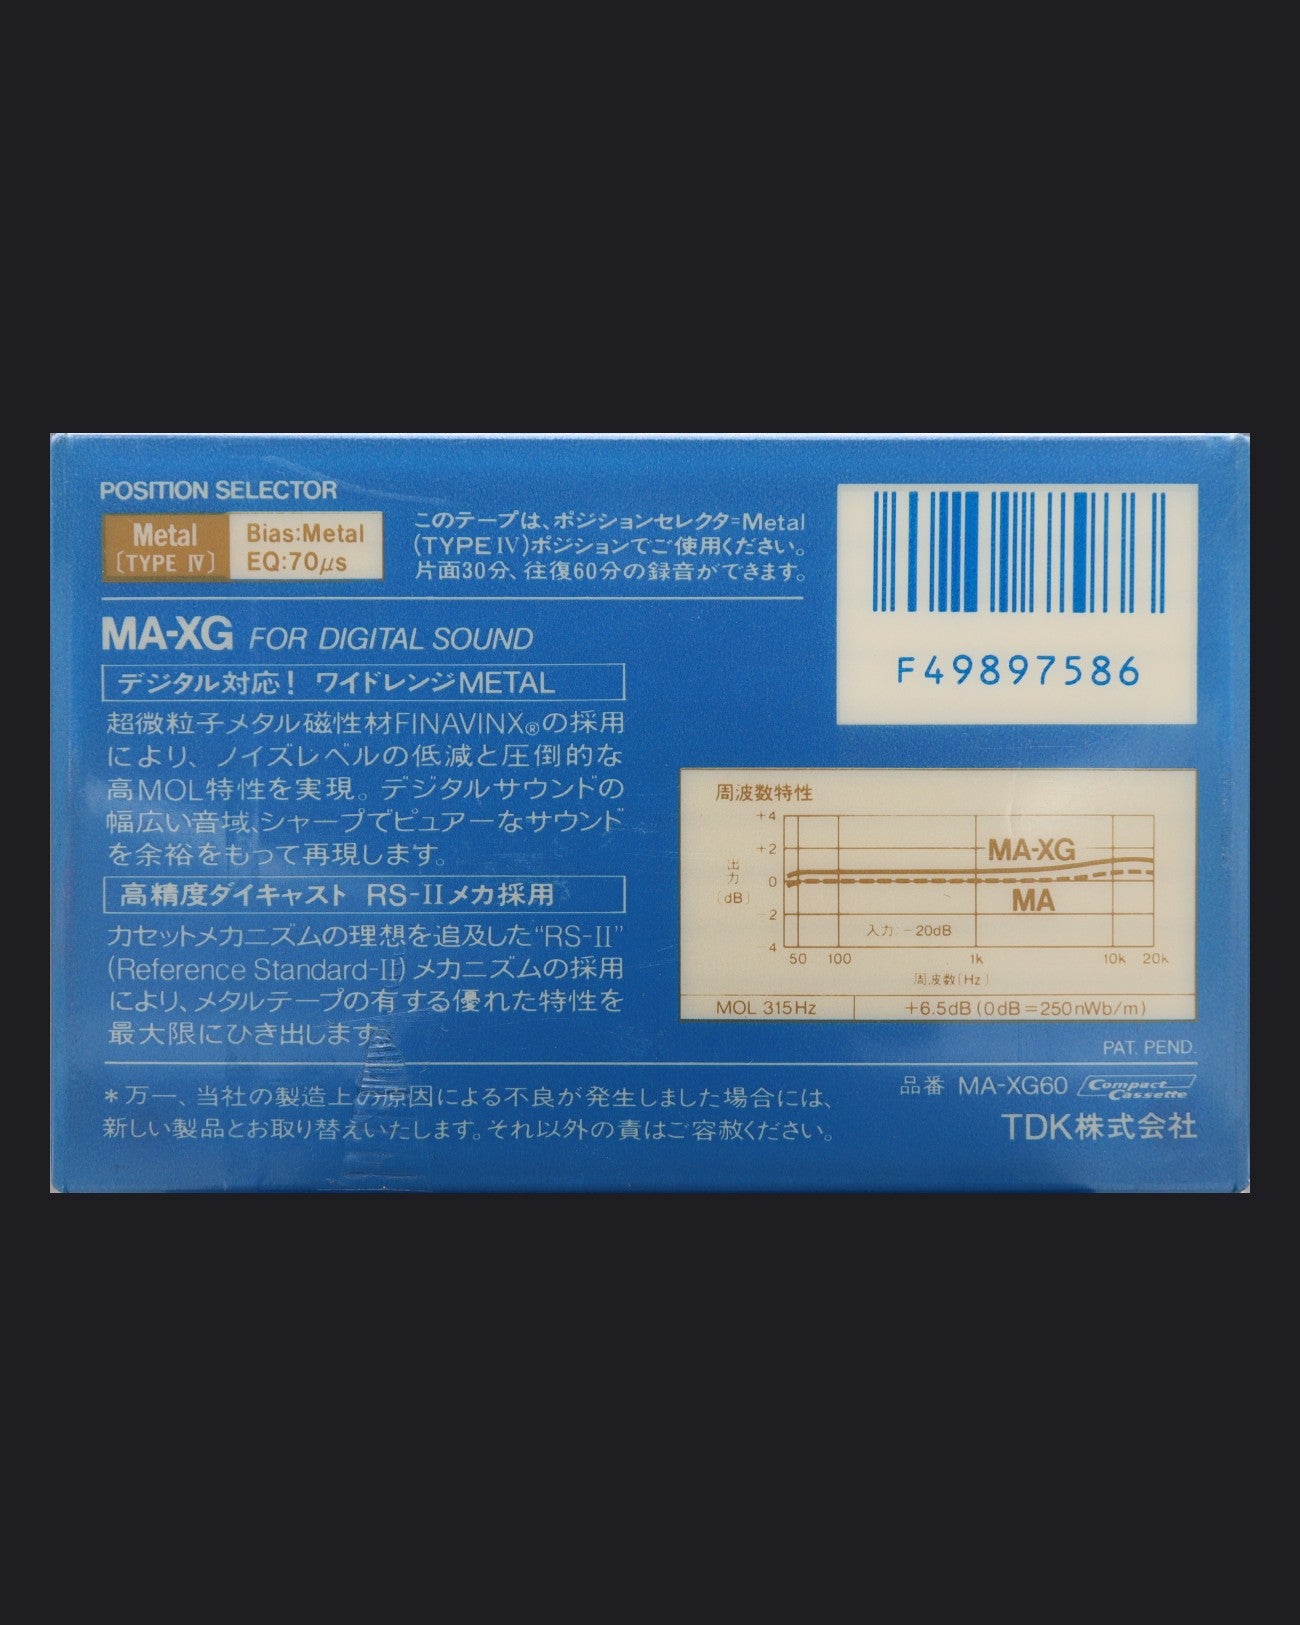 POSITION SELECTOR
Metal
〔TYPE Ⅳ〕
Bias:Metal
EQ:70μs
このテープは、ポジションセレクタ=Metal
(TYPE Ⅳ)ポジションでご使用ください。
片面30分、往復60分の録音ができます。
F49897586
MA-XG FOR DIGITAL SOUND
デジタル対応！ ワイドレンジMETAL
超微粒子メタル磁性材FINAVINX®の採用
により、ノイズレベルの低減と圧倒的な
高MOL特性を実現。デジタルサウンドの
幅広い音域、シャープでピュアーなサウンド
を余裕をもって再現します。
高精度ダイキャスト RS-Ⅱメカ採用
カセットメカニズムの理想を追及した“RS-Ⅱ”
(Reference Standard-Ⅱ)メカニズムの採用
により、メタルテープの有する優れた特性を
最大限にひき出します。
周波数特性
+4
+2
0
-2
-4
出力
〔dB〕
MA-XG
MA
入力:-20dB
50 100 1k 10k 20k
周波数〔Hz〕
MOL 315Hz +6.5dB (0dB=250nWb/m)
PAT. PEND.
*万一、当社の製造上の原因による不良が発生しました場合には、
新しい製品とお取り替えいたします。それ以外の責はご容赦ください。
品番 MA-XG60 Compact Cassette
TDK株式会社